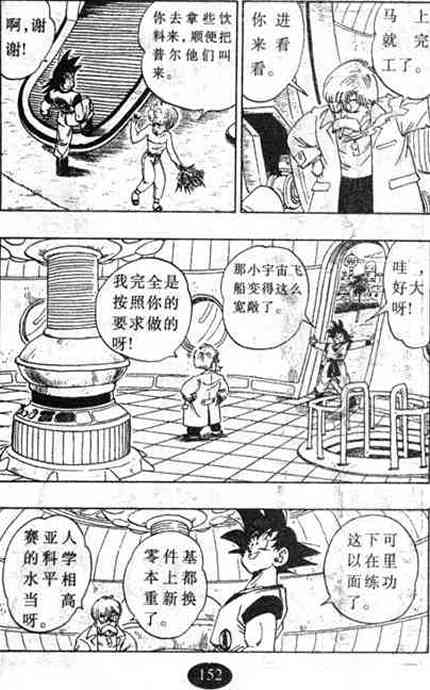 马上
就完
工了。
你进
来看
看。
你去拿些饮
料来，顺便把
普尔他们叫
来。
啊，谢
谢！
哇，
好大
呀！
那小宇宙飞
船变得这么
宽敞了。
我完全是
按照你的
要求做的
呀！
这下可
以在里
面练功
了。
零件基
本上都
重新换
了。
赛亚人
的科学
水平相
当高
呀。
152